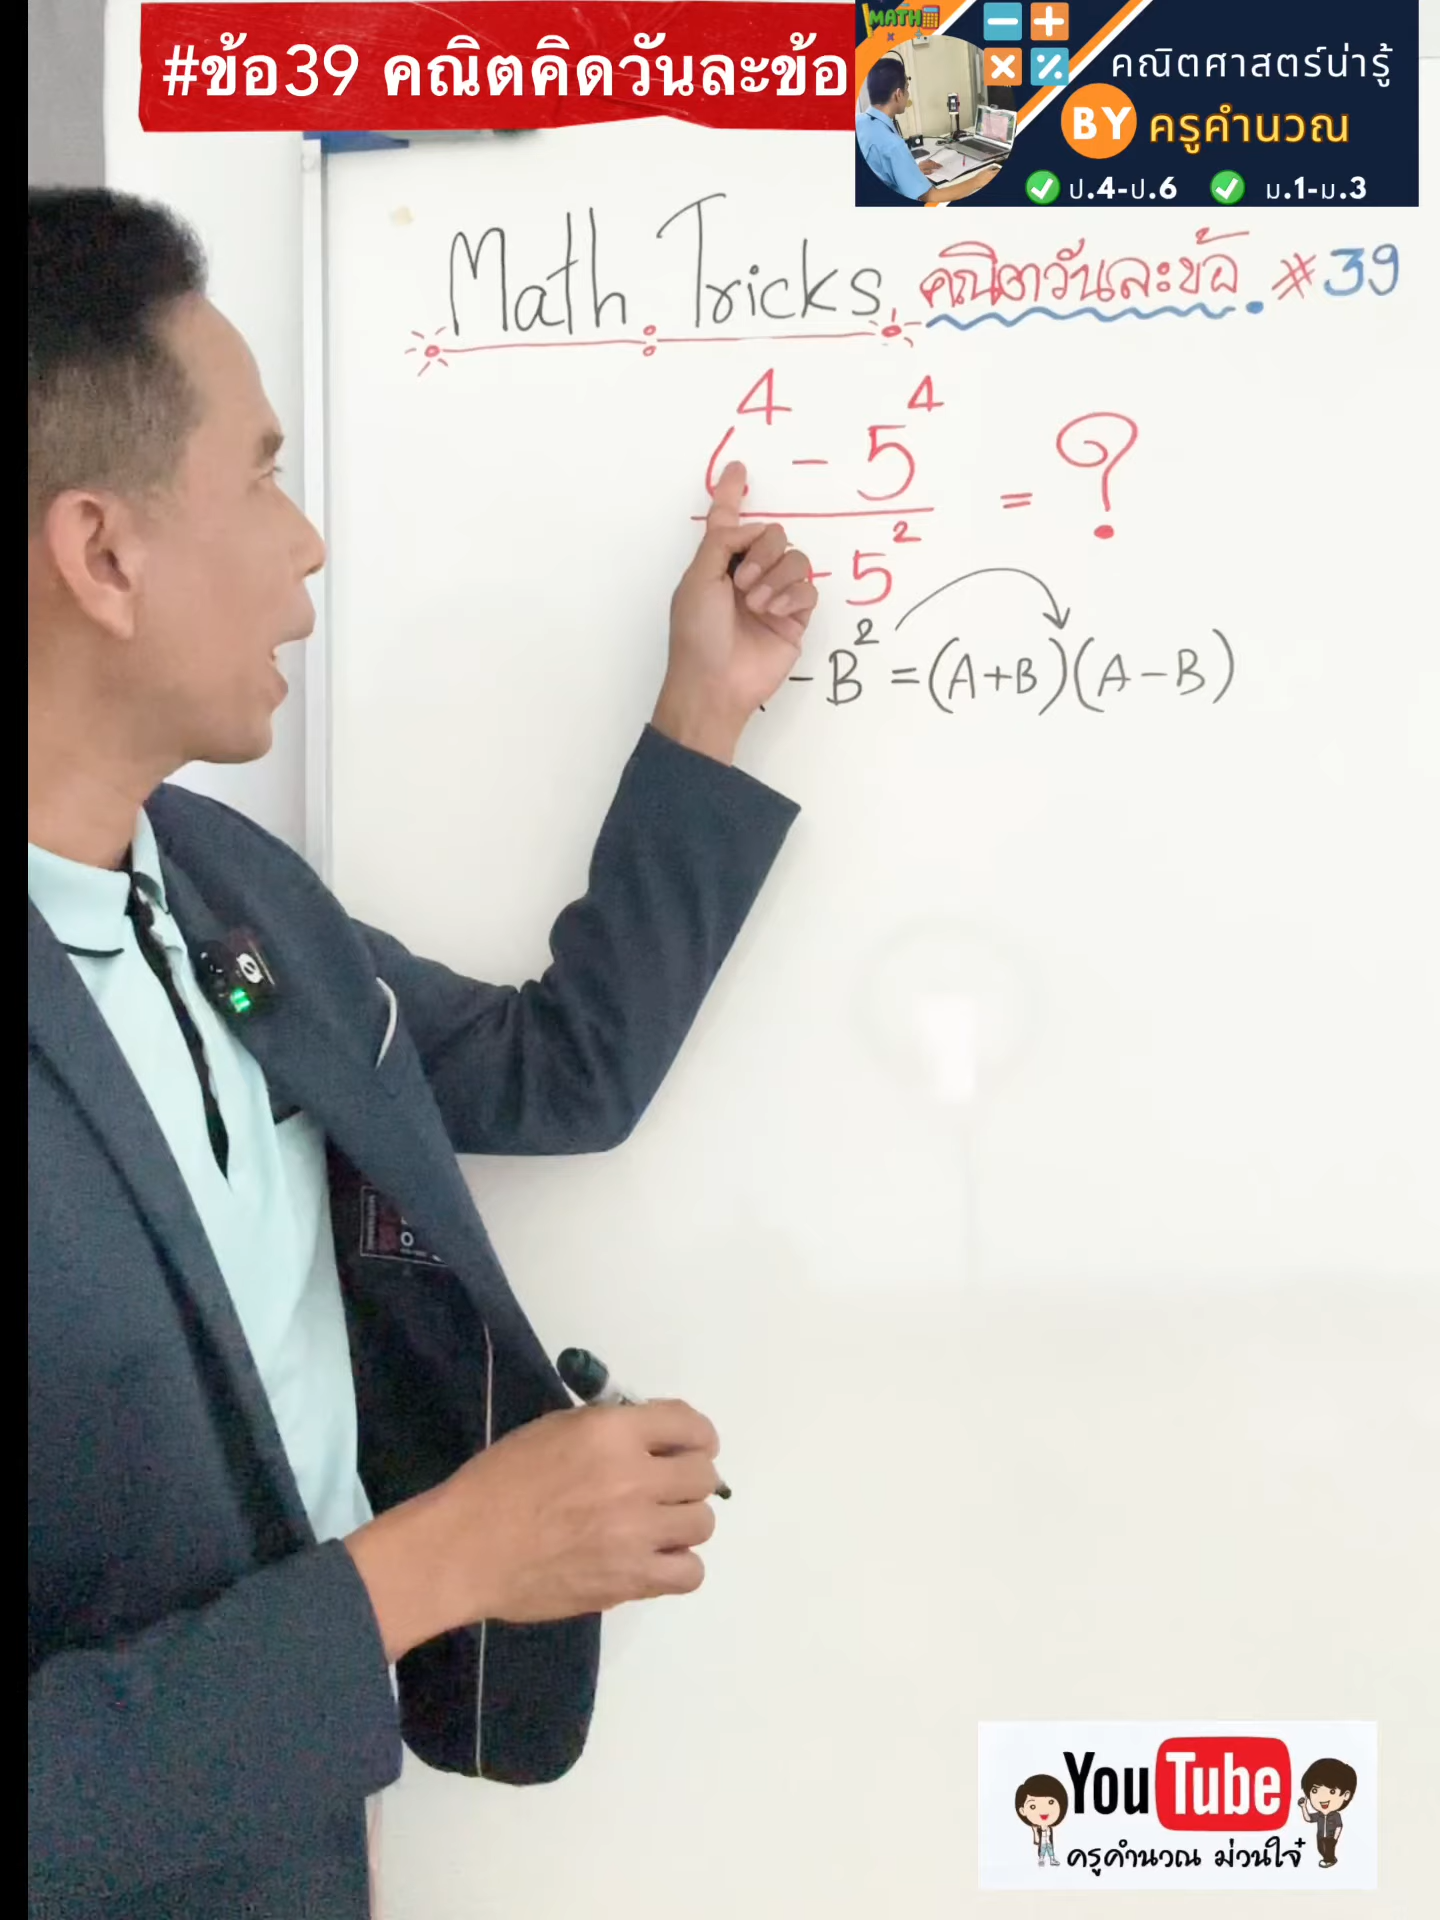 #ข้อ39 คณิตคิดวันละข้อ
MATH
คณิตศาสตร์น่ารู้
BY ครูคำนวณ
ป.4-ป.6 ม.1-ม.3
Math Tricks คณิตวันละข้อ #39
6⁴ - 5⁴ = ?
+ 5²
- B² = (A+B)(A-B)
YouTube
ครูคำนวณ ม่วนใจ๋